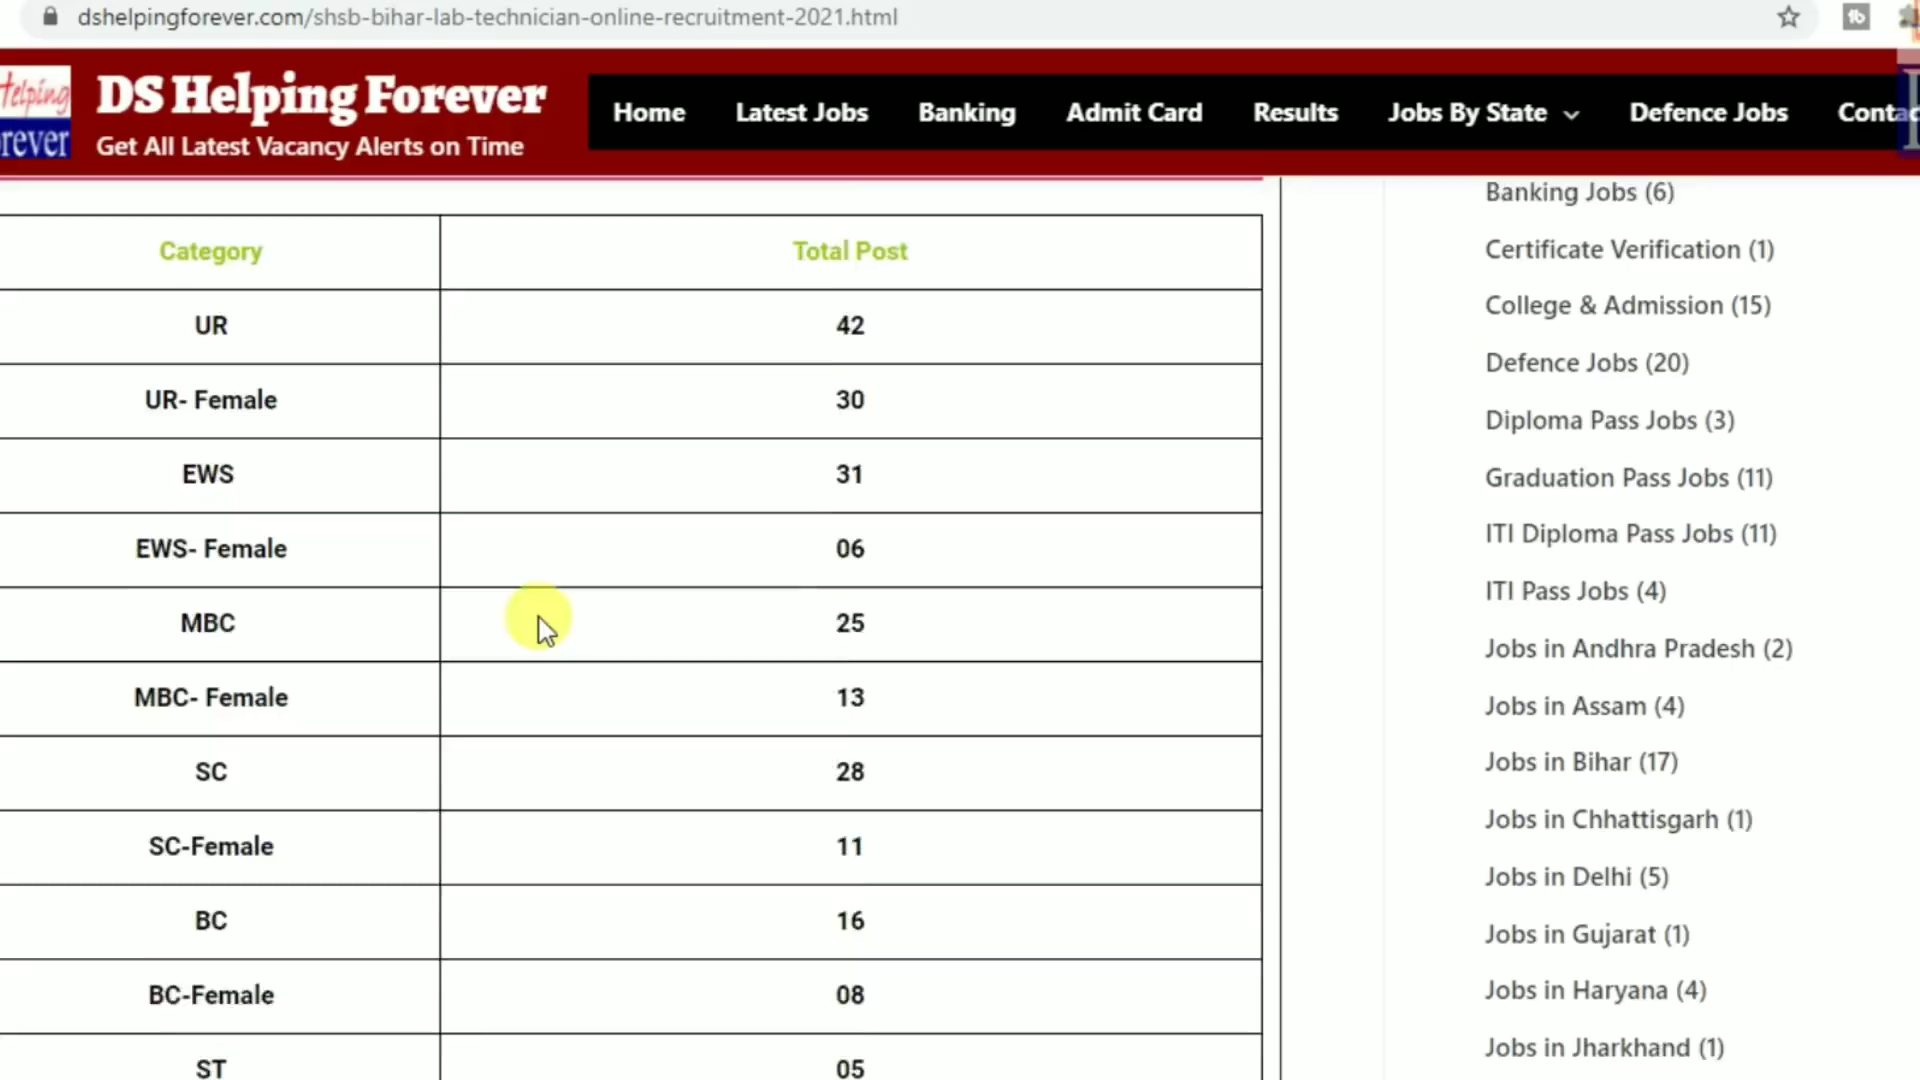 dshelpingforever.com/shsb-bihar-lab-technician-online-recruitment-2021.html
Helping
DS Helping Forever
Get All Latest Vacancy Alerts on Time
Home Latest Jobs Banking Admit Card Results Jobs By State Defence Jobs Contac
Category Total Post
UR 42
UR- Female 30
EWS 31
EWS- Female 06
MBC 25
MBC- Female 13
SC 28
SC-Female 11
BC 16
BC-Female 08
ST 05
Banking Jobs (6)
Certificate Verification (1)
College & Admission (15)
Defence Jobs (20)
Diploma Pass Jobs (3)
Graduation Pass Jobs (11)
ITI Diploma Pass Jobs (11)
ITI Pass Jobs (4)
Jobs in Andhra Pradesh (2)
Jobs in Assam (4)
Jobs in Bihar (17)
Jobs in Chhattisgarh (1)
Jobs in Delhi (5)
Jobs in Gujarat (1)
Jobs in Haryana (4)
Jobs in Jharkhand (1)